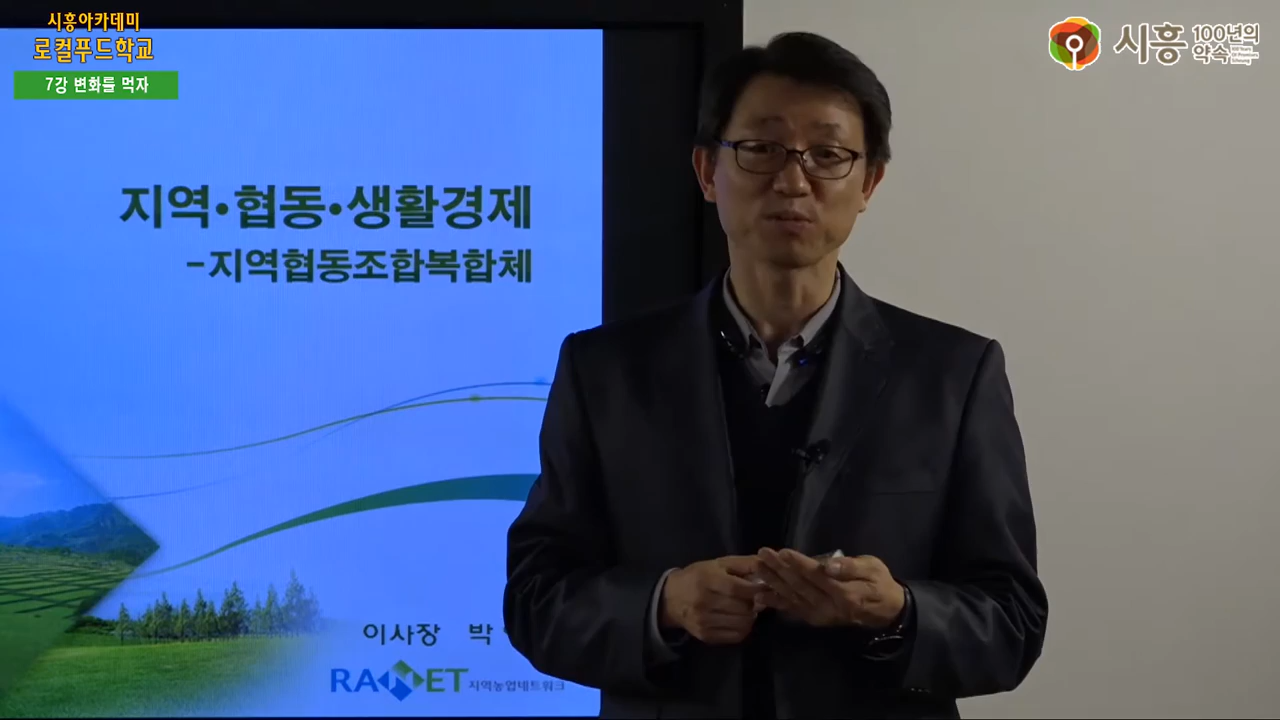 시흥아카데미
로컬푸드학교
7강 변화를 먹자
시흥 100년의 약속
지역·협동·생활경제
-지역협동조합복합체
이사장 박
RANET 지역농업네트워크